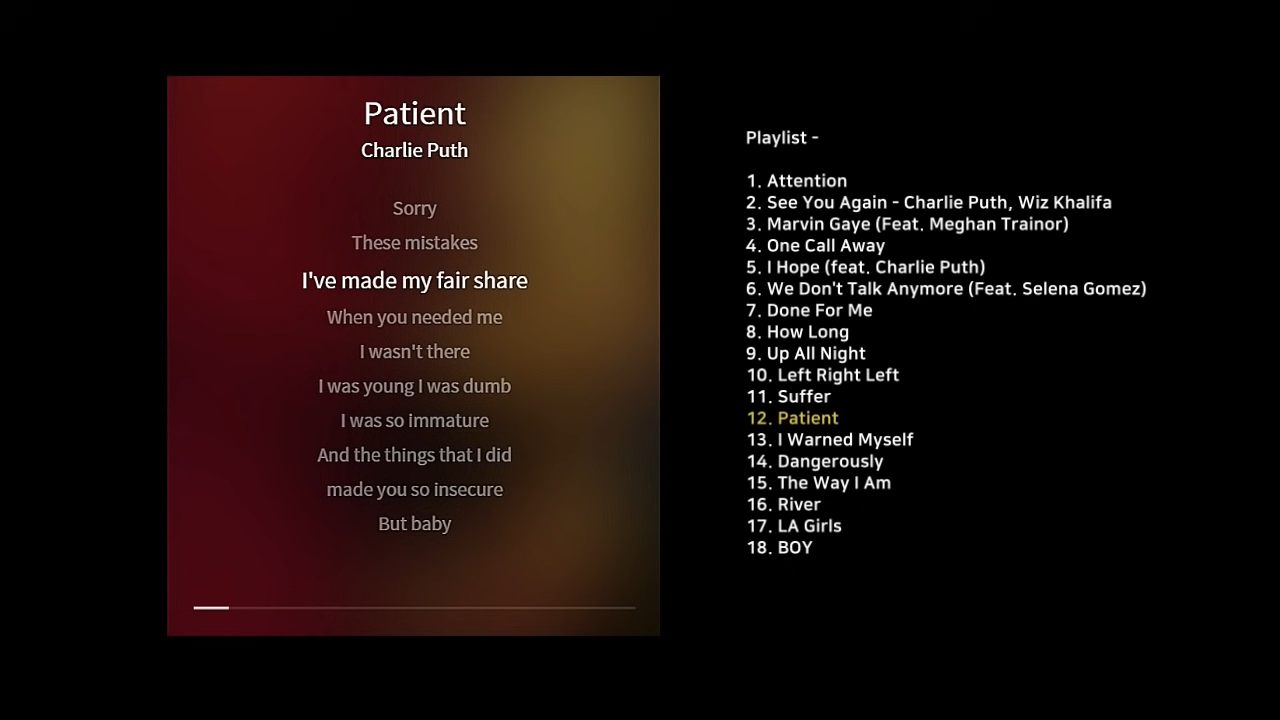 Patient
Charlie Puth
Sorry
These mistakes
I've made my fair share
When you needed me
I wasn't there
I was young I was dumb
I was so immature
And the things that I did
made you so insecure
But baby
Playlist -
1. Attention
2. See You Again - Charlie Puth, Wiz Khalifa
3. Marvin Gaye (Feat. Meghan Trainor)
4. One Call Away
5. I Hope (feat. Charlie Puth)
6. We Don't Talk Anymore (Feat. Selena Gomez)
7. Done For Me
8. How Long
9. Up All Night
10. Left Right Left
11. Suffer
12. Patient
13. I Warned Myself
14. Dangerously
15. The Way I Am
16. River
17. LA Girls
18. BOY